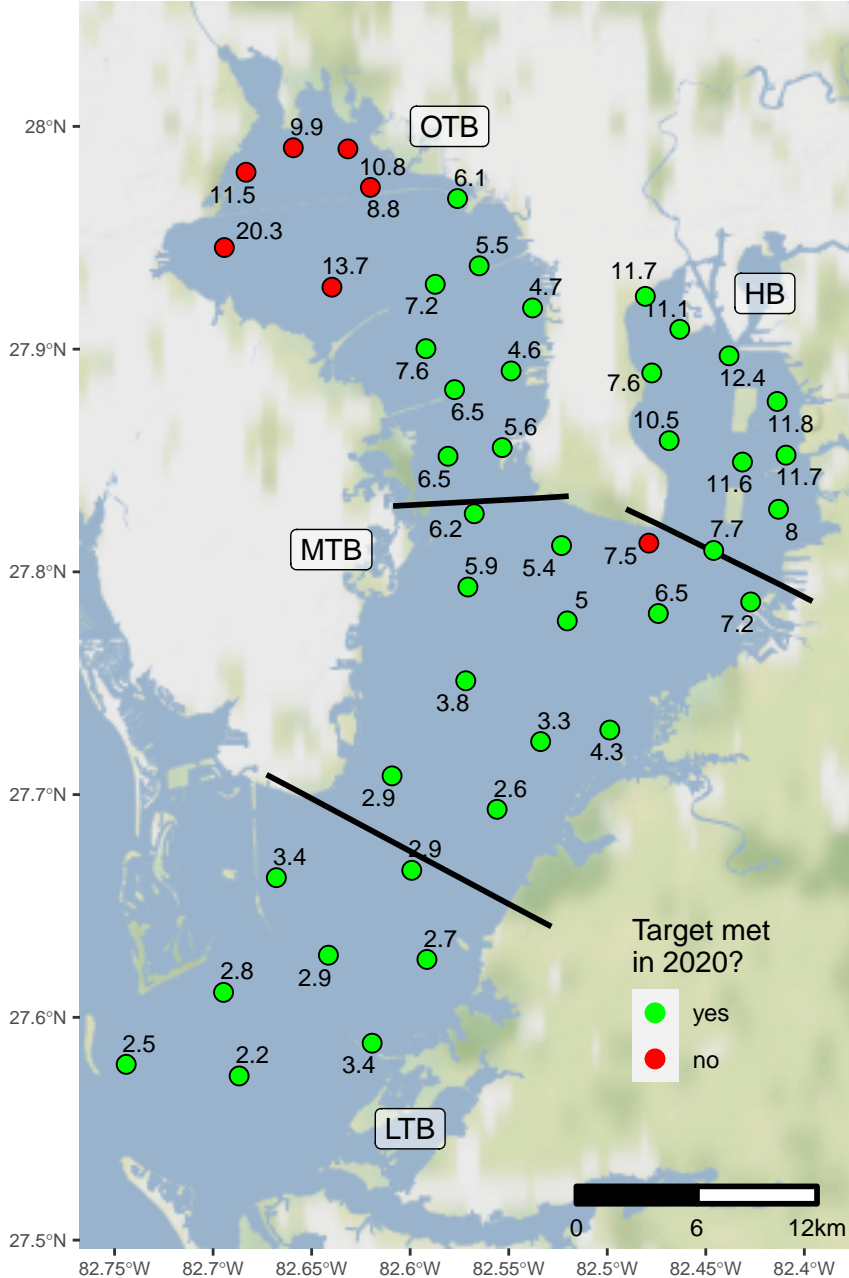 28°N
27.9°N
27.8°N
27.7°N
27.6°N
27.5°N
OTB
9.9
10.8
11.5
8.8
6.1
20.3
5.5
13.7
7.2
4.7
HB
11.7
11.1
7.6
4.6
12.4
7.6
6.5
11.8
10.5
5.6
6.5
11.6
11.7
MTB
6.2
7.7
8
5.4
7.5
5.9
5
6.5
7.2
3.8
3.3
4.3
2.9
2.6
2.9
3.4
2.7
2.9
2.8
2.5
2.2
3.4
LTB
Target met
in 2020?
yes
no
0 6 12km
82.75°W 82.7°W 82.65°W 82.6°W 82.55°W 82.5°W 82.45°W 82.4°W